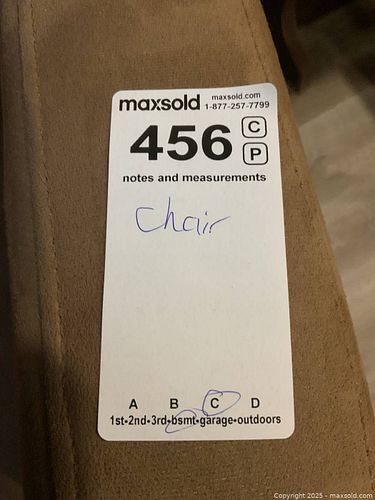 maxsold
maxsold.com
1-877-257-7799
456
C
P
notes and measurements
Chair
A B C D
1st-2nd-3rd-bsmt-garage-outdoors
Copyright 2025 - maxsold.com